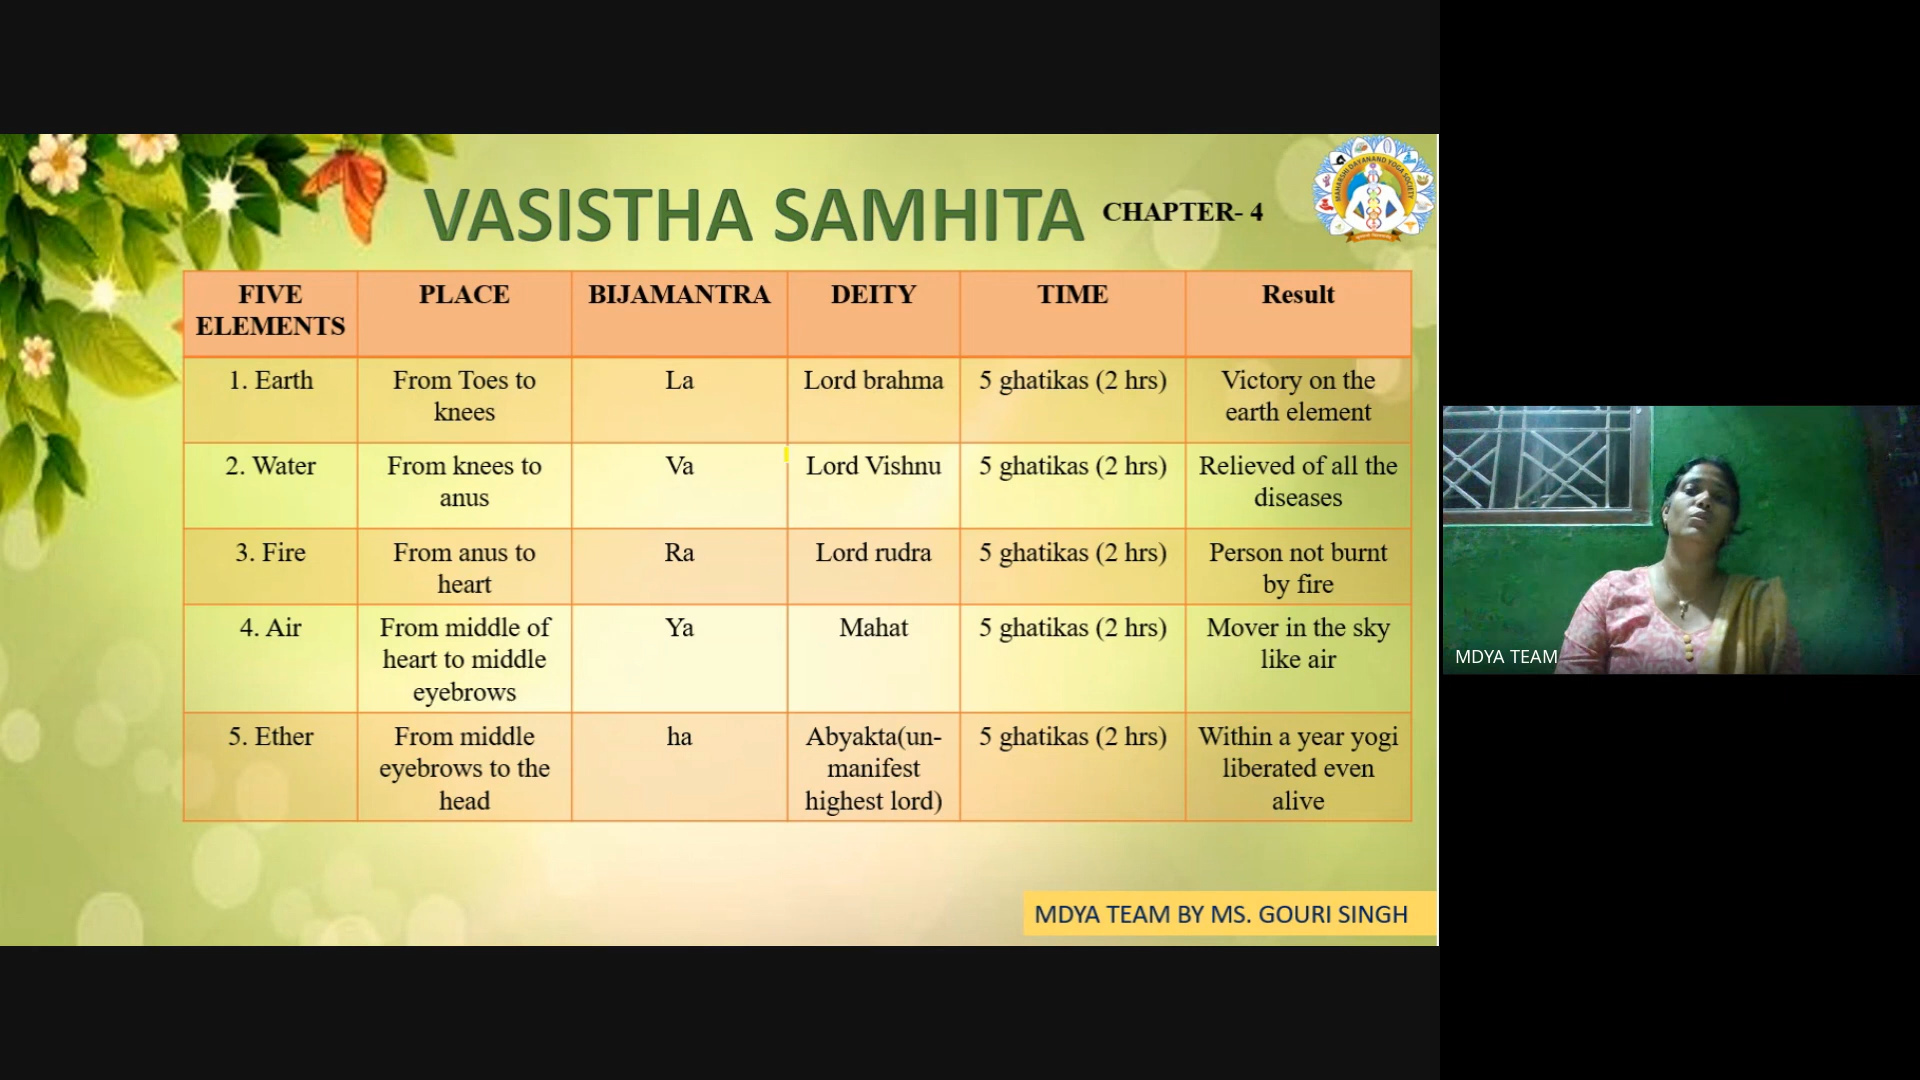 VASISTHA SAMHITA CHAPTER- 4
MAHARSHI DAYANAND YOGA SOCIETY
FIVE ELEMENTS PLACE BIJAMANTRA DEITY TIME Result
1. Earth
From Toes to
knees
La
Lord brahma
5 ghatikas (2 hrs)
Victory on the
earth element
2. Water
From knees to
anus
Va
Lord Vishnu
5 ghatikas (2 hrs)
Relieved of all the
diseases
3. Fire
From anus to
heart
Ra
Lord rudra
5 ghatikas (2 hrs)
Person not burnt
by fire
4. Air
From middle of
heart to middle
eyebrows
Ya
Mahat
5 ghatikas (2 hrs)
Mover in the sky
like air
5. Ether
From middle
eyebrows to the
head
ha
Abyakta(un-
manifest
highest lord)
5 ghatikas (2 hrs)
Within a year yogi
liberated even
alive
MDYA TEAM BY MS. GOURI SINGH
MDYA TEAM